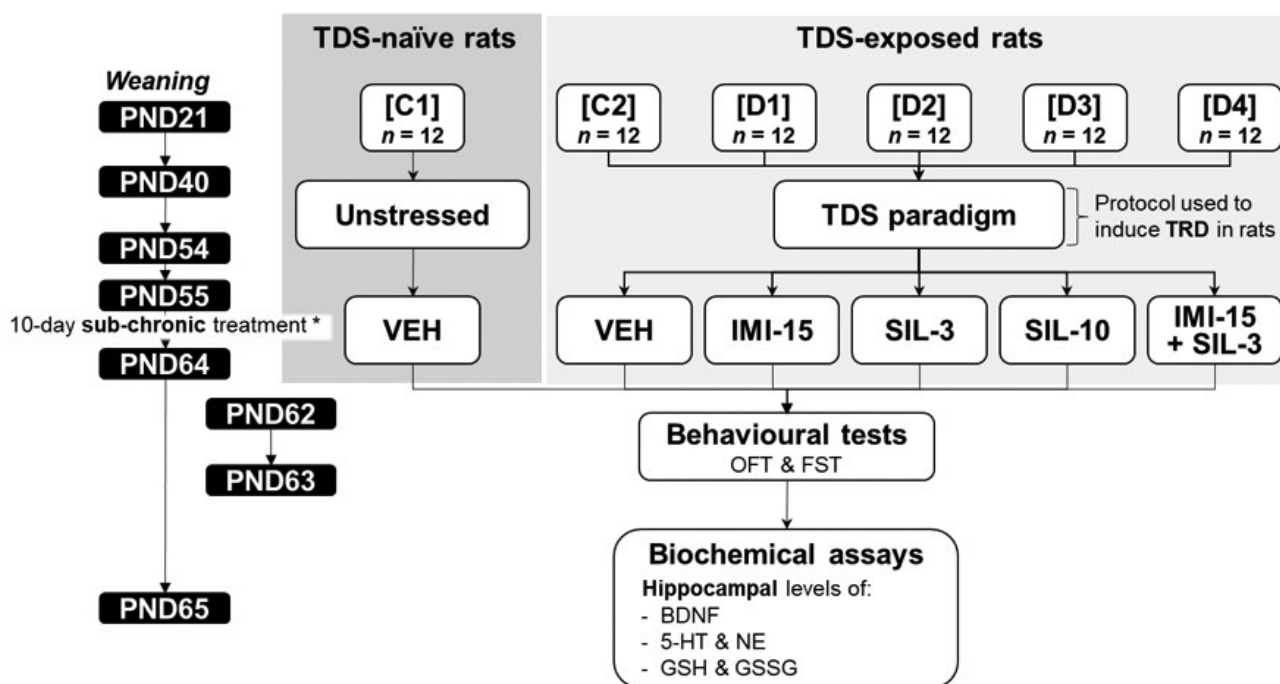 TDS-naïve rats
TDS-exposed rats
Weaning
PND21
PND40
PND54
PND55
10-day sub-chronic treatment *
PND64
PND62
PND63
PND65
[C1]
n = 12
[C2]
n = 12
[D1]
n = 12
[D2]
n = 12
[D3]
n = 12
[D4]
n = 12
Unstressed
TDS paradigm
Protocol used to
induce TRD in rats
VEH
VEH
IMI-15
SIL-3
SIL-10
IMI-15
+ SIL-3
Behavioural tests
OFT & FST
Biochemical assays
Hippocampal levels of:
- BDNF
- 5-HT & NE
- GSH & GSSG